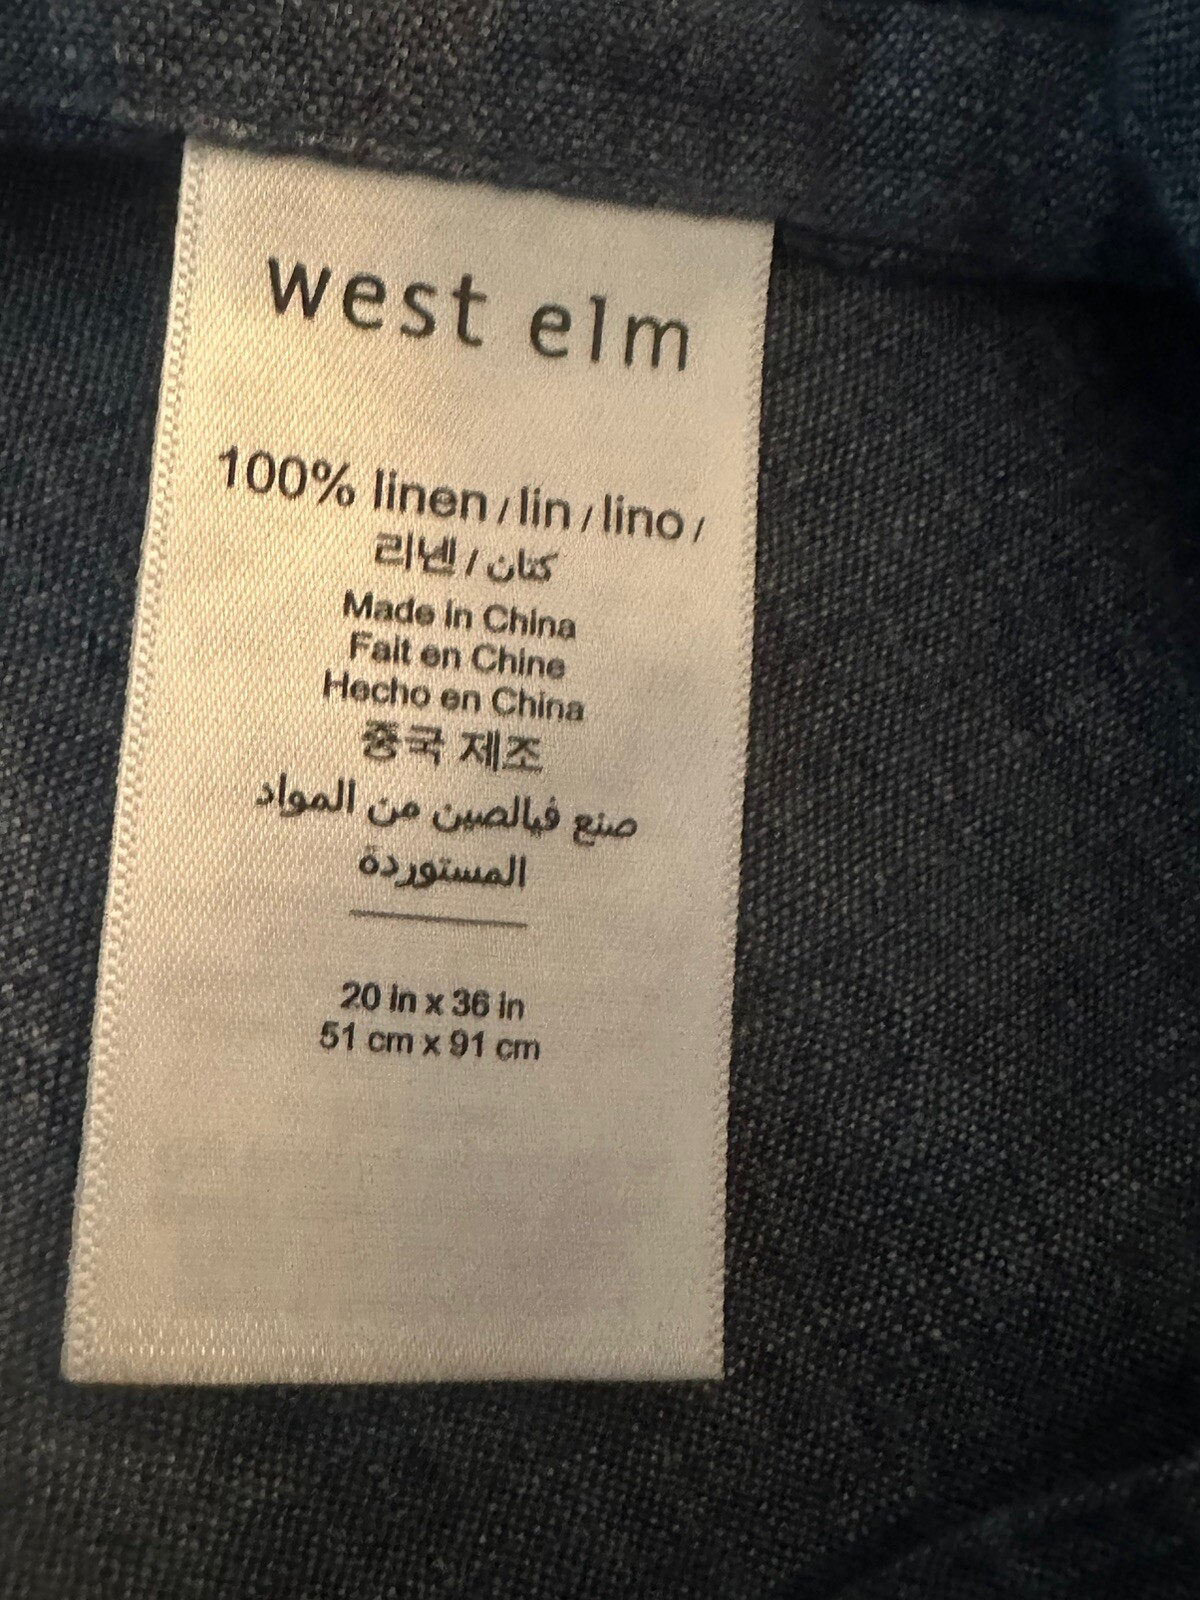 west elm
100% linen / lin / lino /
리넨 / كتان
Made in China
Fait en Chine
Hecho en China
중국 제조
صنع فيالصين من المواد
المستوردة
20 in x 36 in
51 cm x 91 cm